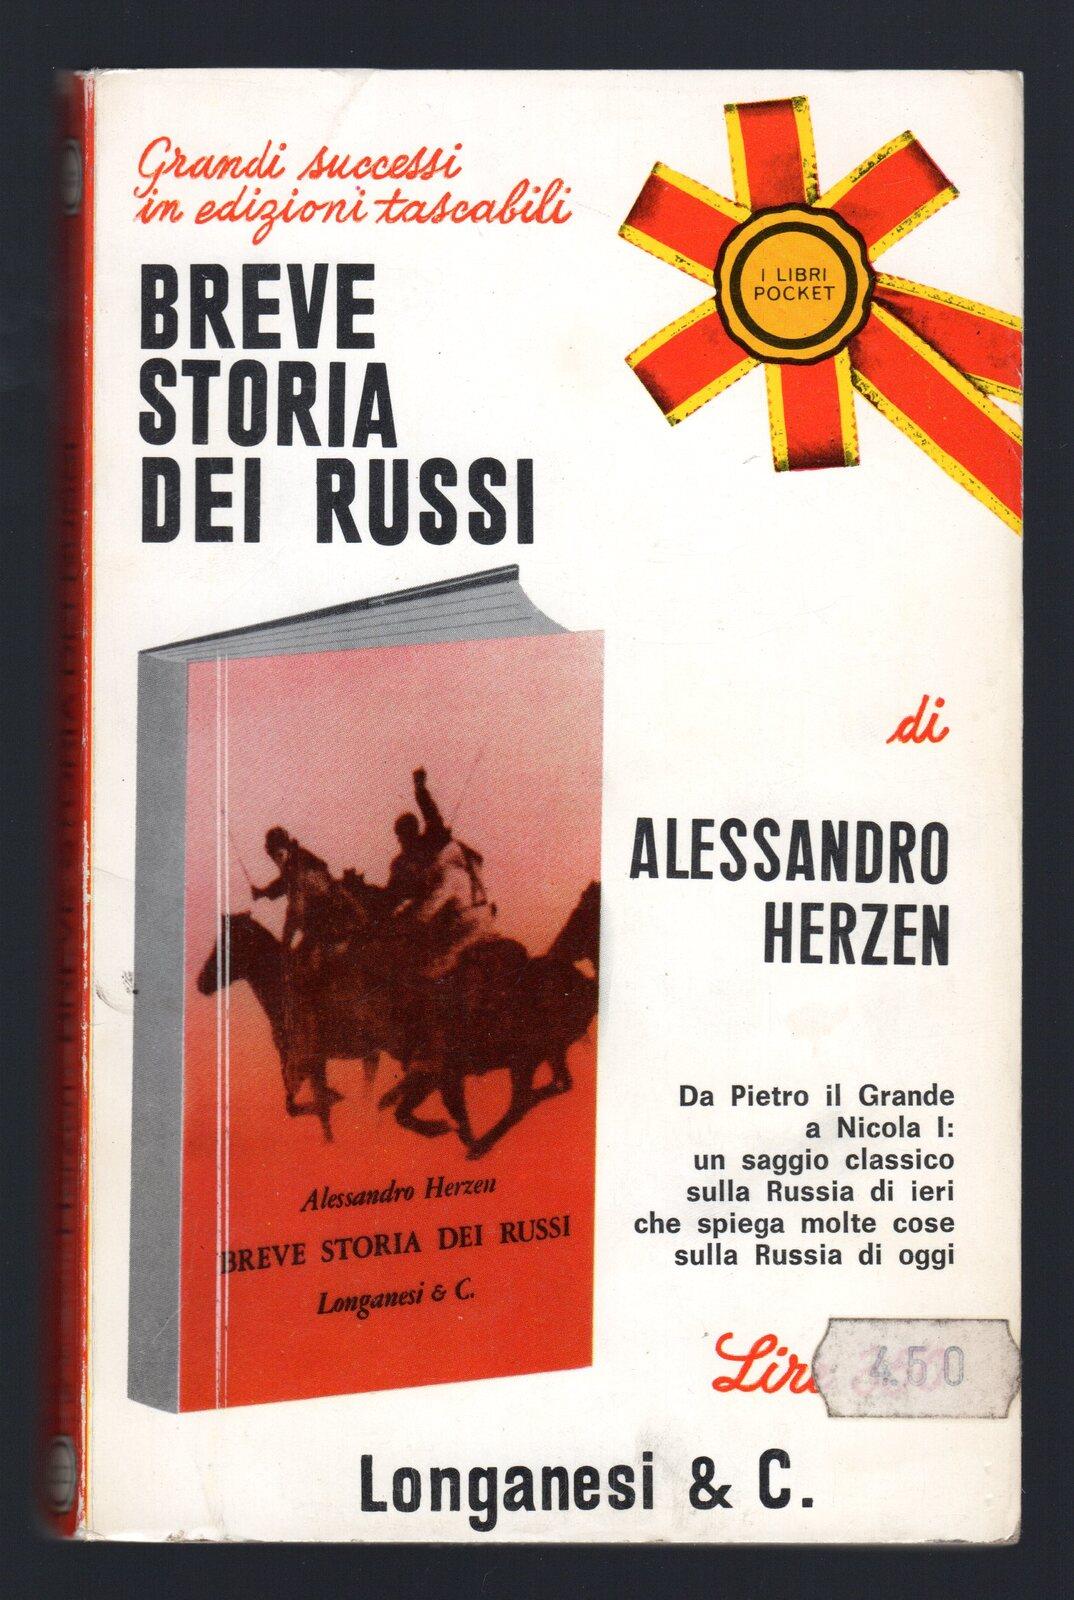 Grandi successi
in edizioni tascabili
I LIBRI
POCKET
BREVE
STORIA
DEI RUSSI
di
ALESSANDRO
HERZEN
Da Pietro il Grande
a Nicola I:
un saggio classico
sulla Russia di ieri
che spiega molte cose
sulla Russia di oggi
Alessandro Herzen
BREVE STORIA DEI RUSSI
Longanesi & C.
450
Longanesi & C.